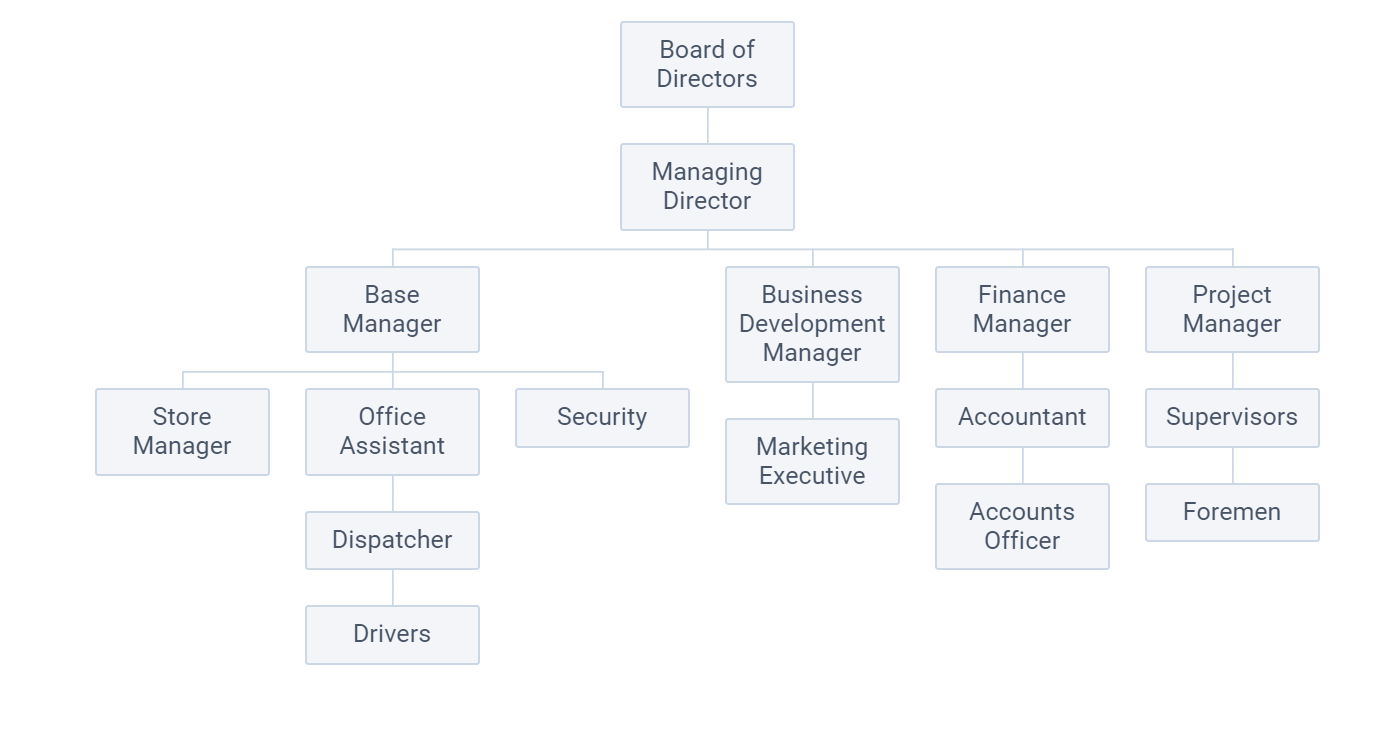 Board of
Directors
Managing
Director
Base
Manager
Business
Development
Manager
Finance
Manager
Project
Manager
Store
Manager
Office
Assistant
Security
Marketing
Executive
Accountant
Supervisors
Dispatcher
Accounts
Officer
Foremen
Drivers